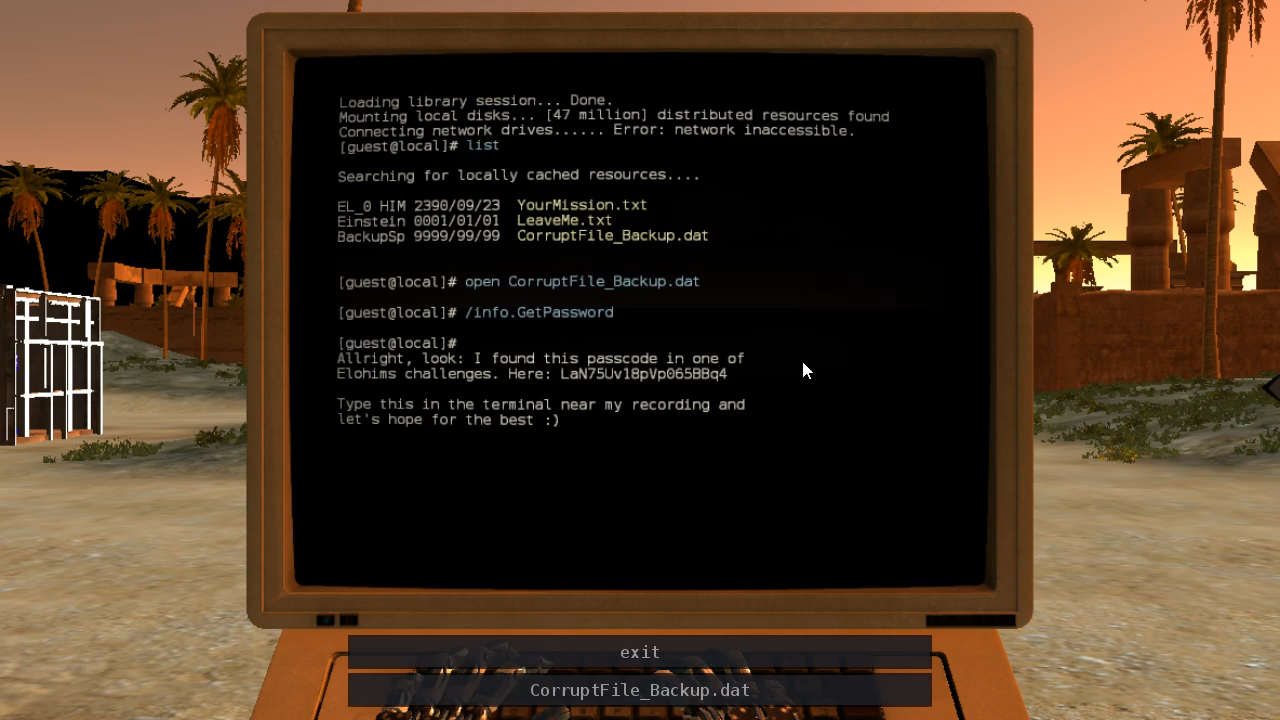 Loading library session... Done.
Mounting local disks... [47 million] distributed resources found
Connecting network drives...... Error: network inaccessible.
[guest@local]# list
Searching for locally cached resources....
EL_0 HIM 2390/09/23  YourMission.txt
Einstein 0001/01/01  LeaveMe.txt
BackupSp 9999/99/99  CorruptFile_Backup.dat
[guest@local]# open CorruptFile_Backup.dat
[guest@local]# /info.GetPassword
[guest@local]#
Allright, look: I found this passcode in one of
Elohims challenges. Here: LaN75Uv18pVp065BBq4
Type this in the terminal near my recording and
let's hope for the best :)
exit
CorruptFile_Backup.dat